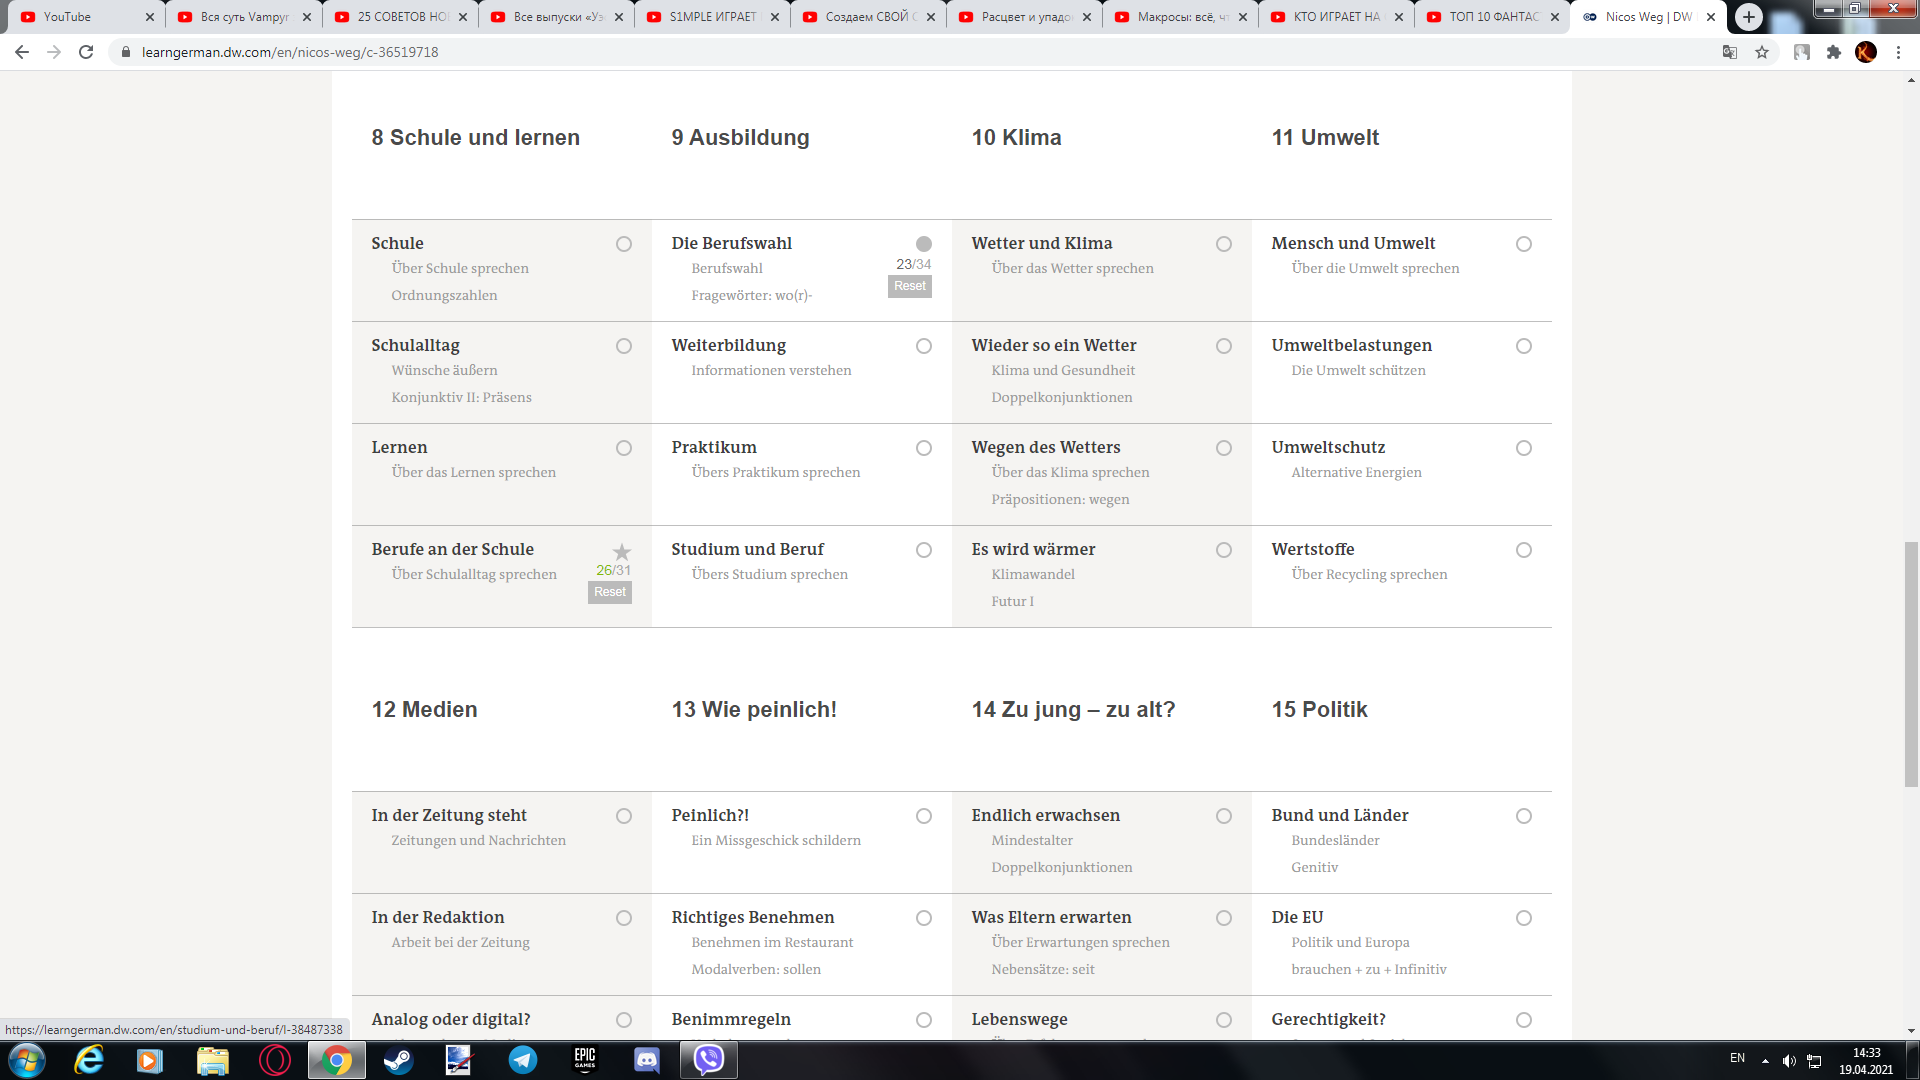 YouTube
Вся суть Vampyr
25 СОВЕТОВ НО
Все выпуски «Уз
S1MPLE ИГРАЕТ
Создаем СВОЙ С
Расцвет и упадо
Макросы: всё, ч
КТО ИГРАЕТ НА
ТОП 10 ФАНТАС
Nicos Weg | DW
learngerman.dw.com/en/nicos-weg/c-36519718
8 Schule und lernen
9 Ausbildung
10 Klima
11 Umwelt
Schule
Über Schule sprechen
Ordnungszahlen
Die Berufswahl
Berufswahl
Fragewörter: wo(r)-
23/34
Reset
Wetter und Klima
Über das Wetter sprechen
Mensch und Umwelt
Über die Umwelt sprechen
Schulalltag
Wünsche äußern
Konjunktiv II: Präsens
Weiterbildung
Informationen verstehen
Wieder so ein Wetter
Klima und Gesundheit
Doppelkonjunktionen
Umweltbelastungen
Die Umwelt schützen
Lernen
Über das Lernen sprechen
Praktikum
Übers Praktikum sprechen
Wegen des Wetters
Über das Klima sprechen
Präpositionen: wegen
Umweltschutz
Alternative Energien
Berufe an der Schule
Über Schulalltag sprechen
26/31
Reset
Studium und Beruf
Übers Studium sprechen
Es wird wärmer
Klimawandel
Futur I
Wertstoffe
Über Recycling sprechen
12 Medien
13 Wie peinlich!
14 Zu jung – zu alt?
15 Politik
In der Zeitung steht
Zeitungen und Nachrichten
Peinlich?!
Ein Missgeschick schildern
Endlich erwachsen
Mindestalter
Doppelkonjunktionen
Bund und Länder
Bundesländer
Genitiv
In der Redaktion
Arbeit bei der Zeitung
Richtiges Benehmen
Benehmen im Restaurant
Modalverben: sollen
Was Eltern erwarten
Über Erwartungen sprechen
Nebensätze: seit
Die EU
Politik und Europa
brauchen + zu + Infinitiv
Analog oder digital?
Benimmregeln
Lebenswege
Gerechtigkeit?
https://learngerman.dw.com/en/studium-und-beruf/l-38487338
EPIC
GAMES
EN
14:33
19.04.2021